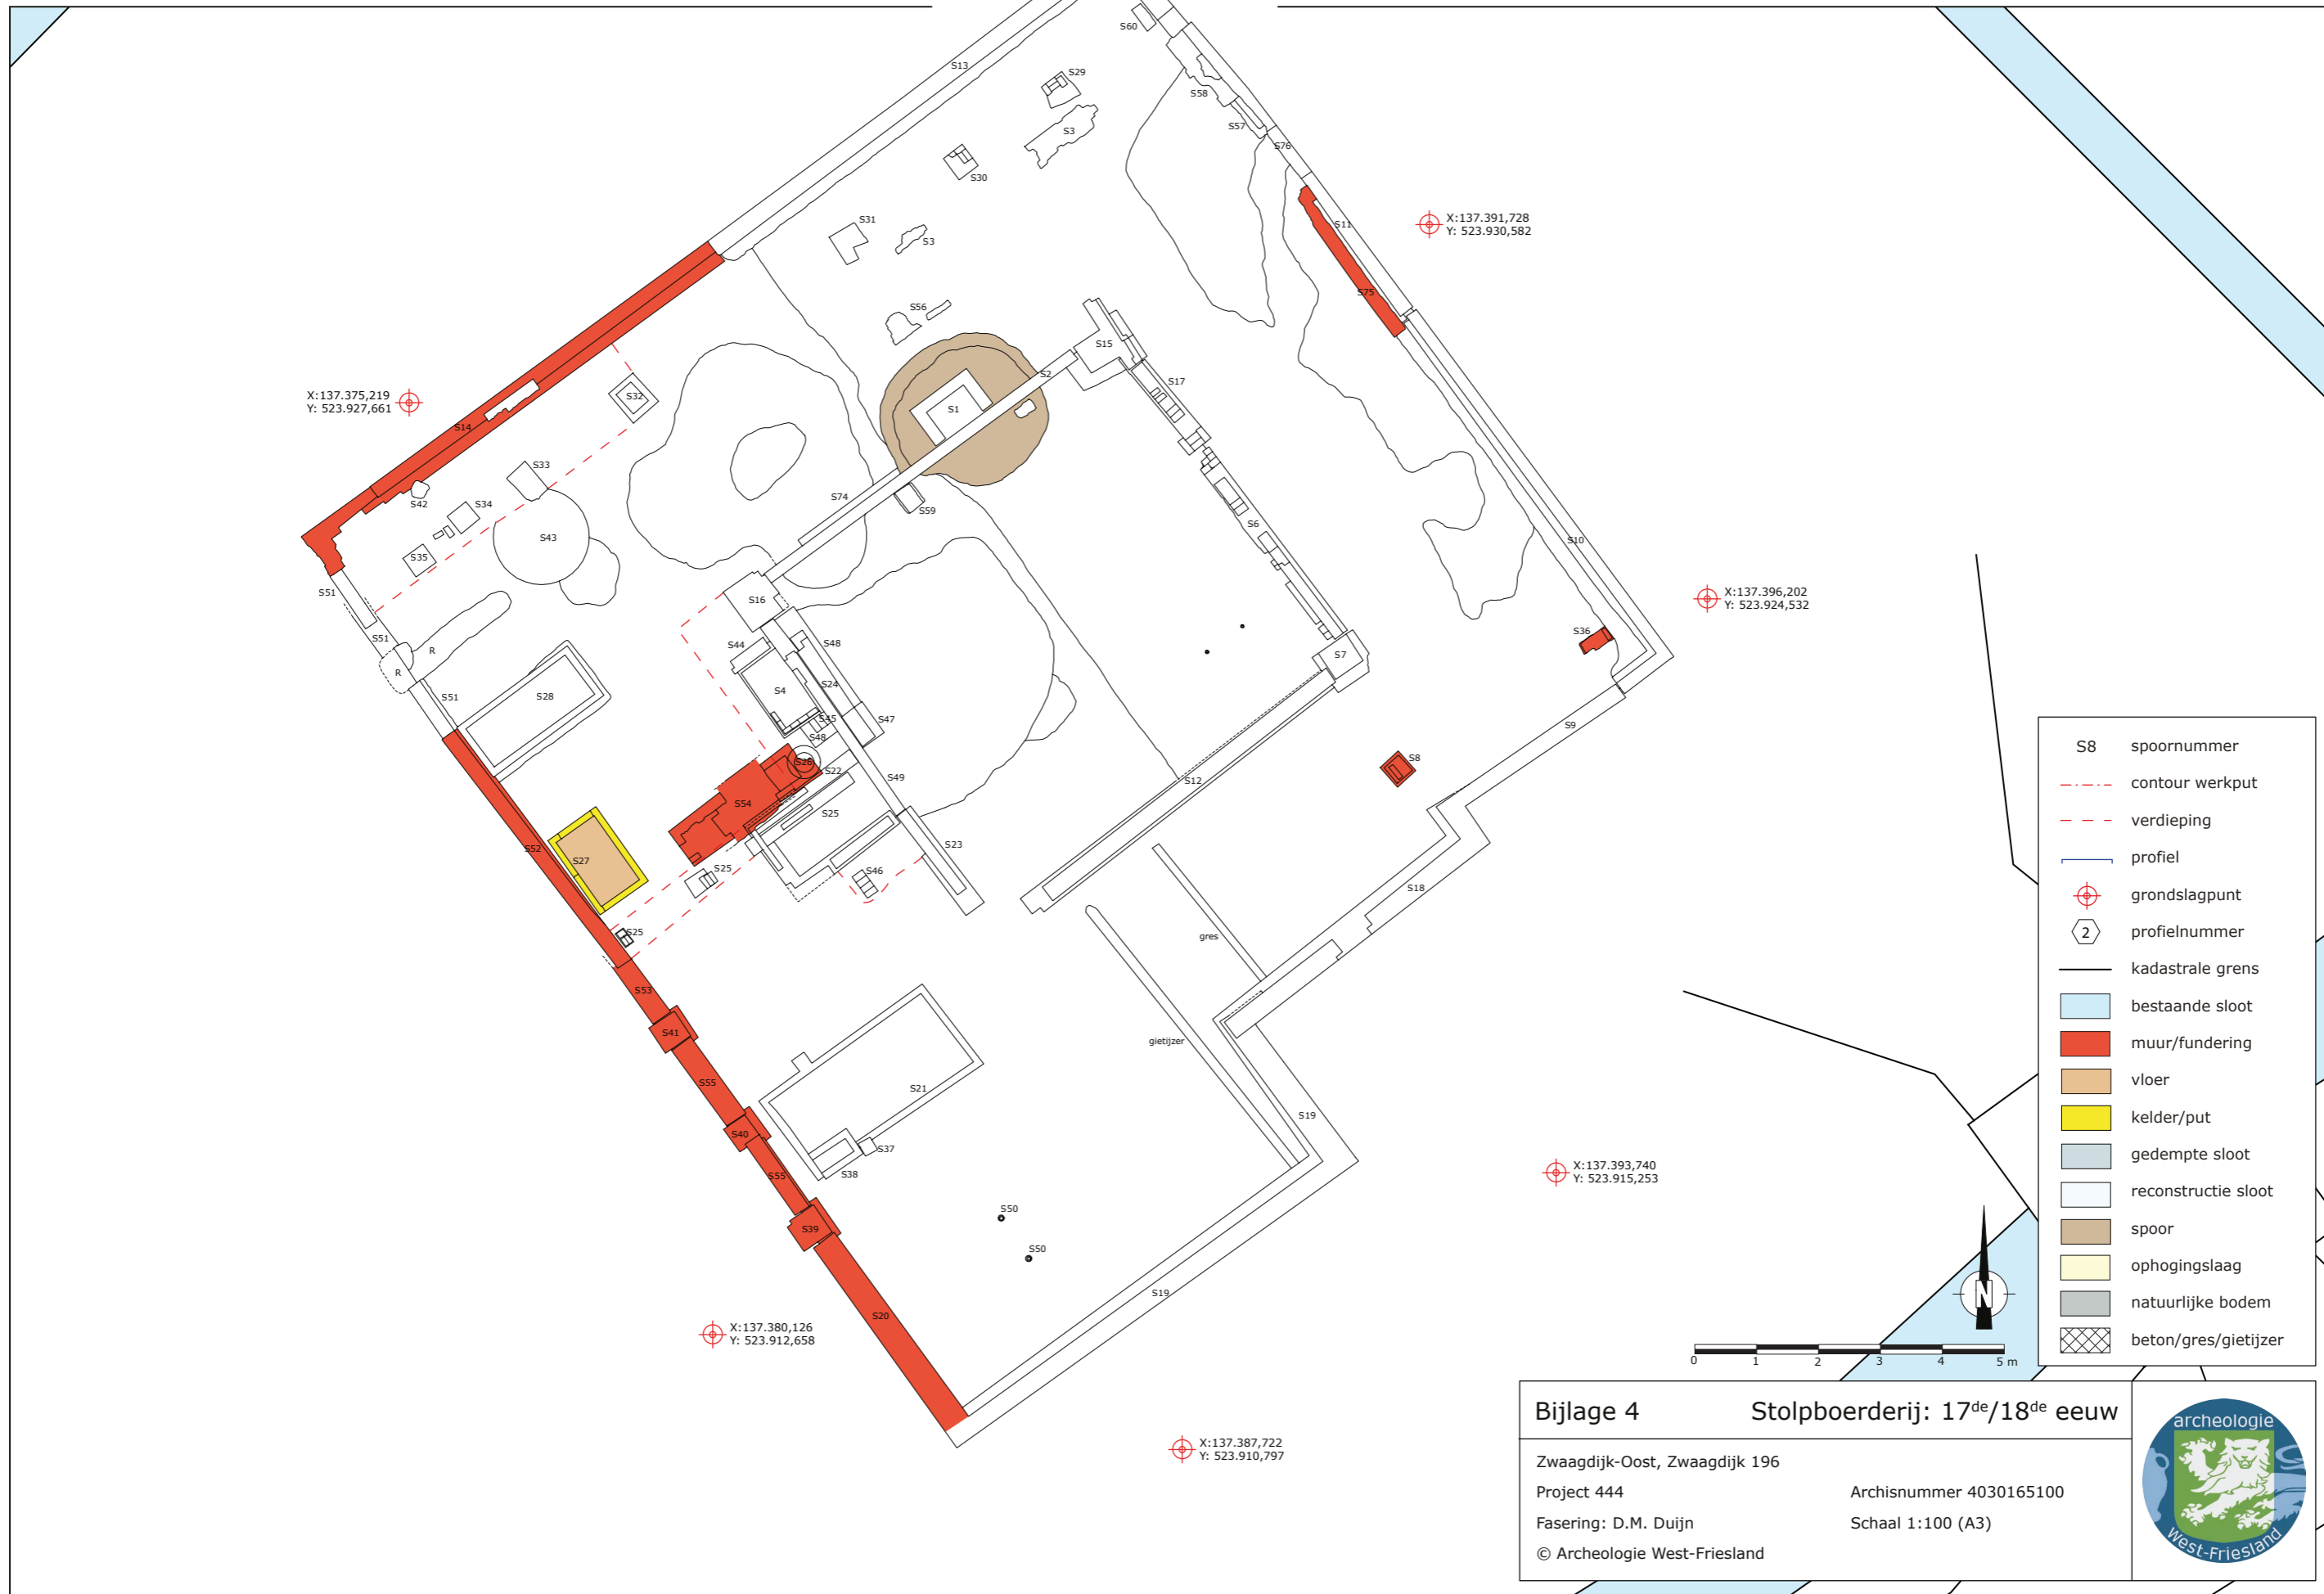 S60
S13
S29
S58
S3
S57
S76
S30
S31
S3
S11
X:137.391,728
Y: 523.930,582
S75
S56
S15
S2
S17
X:137.375,219
Y: 523.927,661
S32
S1
S14
S33
S42
S34
S74
S59
S6
S43
S35
S10
S51
S16
X:137.396,202
Y: 523.924,532
S36
S51
R
R
S44
S48
S7
S51
S28
S4
S24
S45
S47
S9
S48
S26
S22
S49
S12
S8
S54
S25
S52
S27
S23
S25
S46
S18
S25
gres
S53
S41
gietijzer
S55
S21
S19
S40
S37
S38
S55
X:137.393,740
Y: 523.915,253
S39
S50
S50
S20
S19
X:137.380,126
Y: 523.912,658
X:137.387,722
Y: 523.910,797
S8 spoornummer
contour werkput
verdieping
profiel
grondslagpunt
2 profielnummer
kadastrale grens
bestaande sloot
muur/fundering
vloer
kelder/put
gedempte sloot
reconstructie sloot
spoor
ophogingslaag
natuurlijke bodem
beton/gres/gietijzer
N
0 1 2 3 4 5 m
Bijlage 4 Stolpboerderij: 17de/18de eeuw
Zwaagdijk-Oost, Zwaagdijk 196
Project 444 Archisnummer 4030165100
Fasering: D.M. Duijn Schaal 1:100 (A3)
© Archeologie West-Friesland
archeologie
West-Friesland